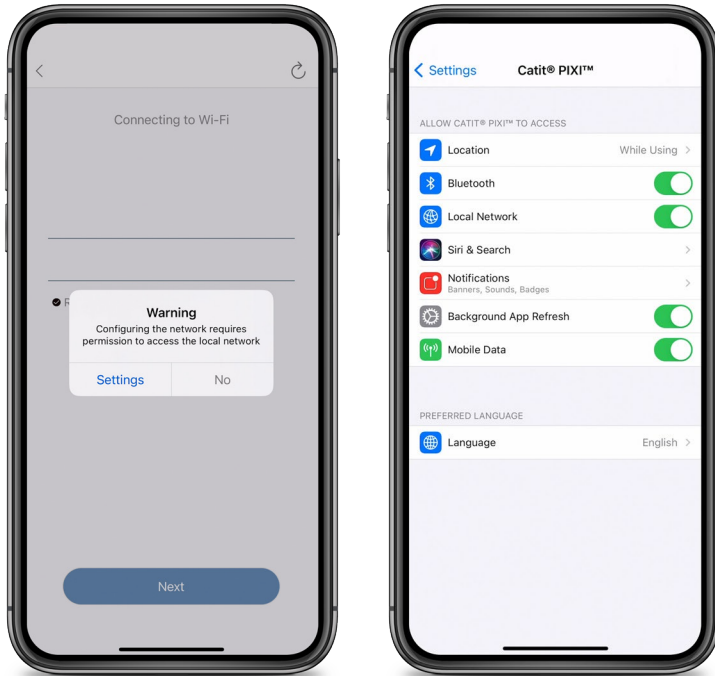 Connecting to Wi-Fi
Warning
Configuring the network requires
permission to access the local network
Settings
No
Next
Settings
Catit® PIXI™
ALLOW CATIT® PIXI™ TO ACCESS
Location
While Using
Bluetooth
Local Network
Siri & Search
Notifications
Banners, Sounds, Badges
Background App Refresh
Mobile Data
PREFERRED LANGUAGE
Language
English